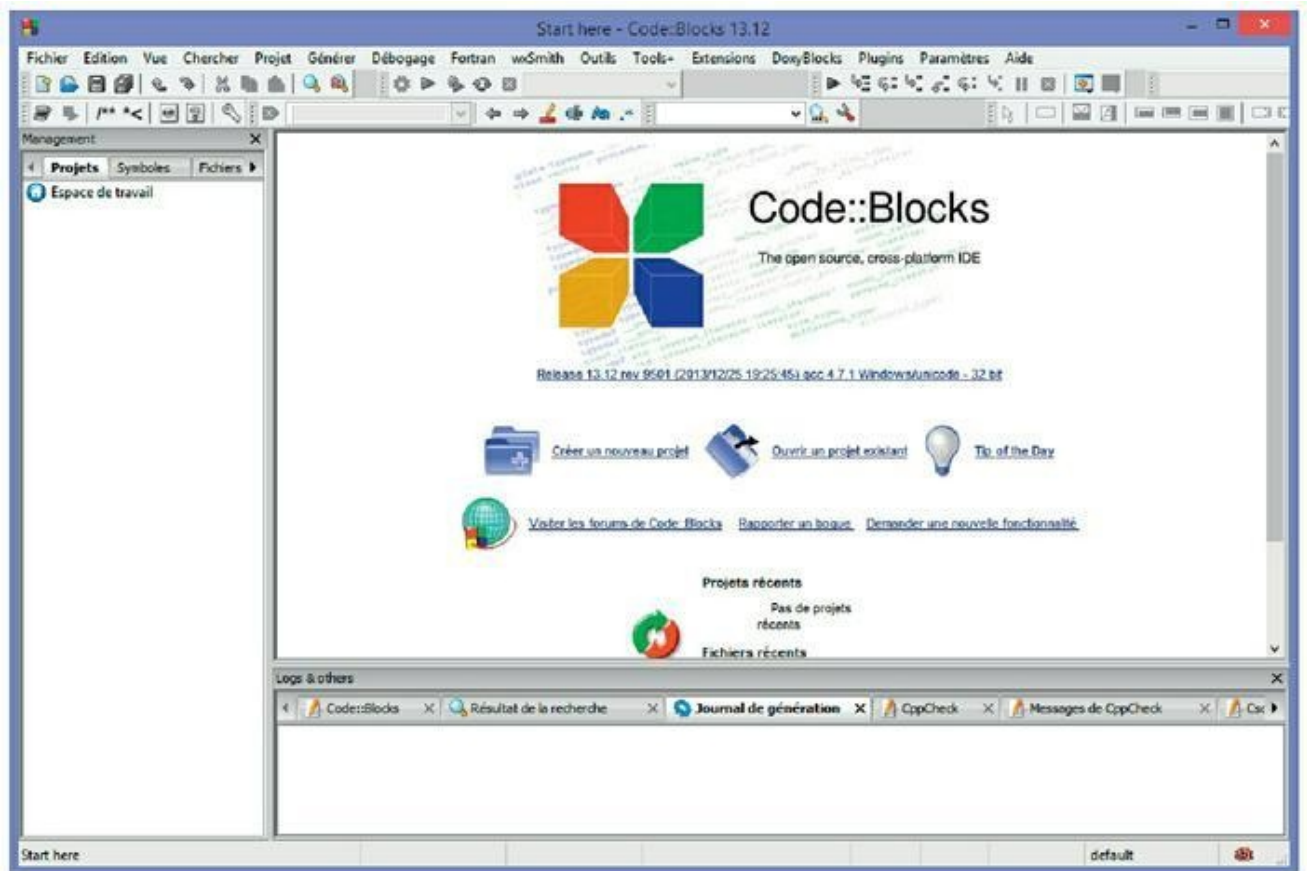 Start here - Code::Blocks 13.12
Fichier Edition Vue Chercher Projet Générer Débogage Fortran wxSmith Outils Tools+ Extensions DoxyBlocks Plugins Paramètres Aide
Management
Projets Symboles Fichiers
Espace de travail
Code::Blocks
The open source, cross-platform IDE
Release 13.12 rev 9501 (2013/12/25 19:25:45) gcc 4.7.1 Windows/unicode - 32 bit
Créer un nouveau projet Ouvrir un projet existant Tip of the Day
Visiter les forums de Code::Blocks Rapporter un bogue Demander une nouvelle fonctionnalité
Projets récents
Pas de projets
récents
Fichiers récents
Logs & others
Code::Blocks Résultat de la recherche Journal de génération CppCheck Messages de CppCheck Csc
Start here default